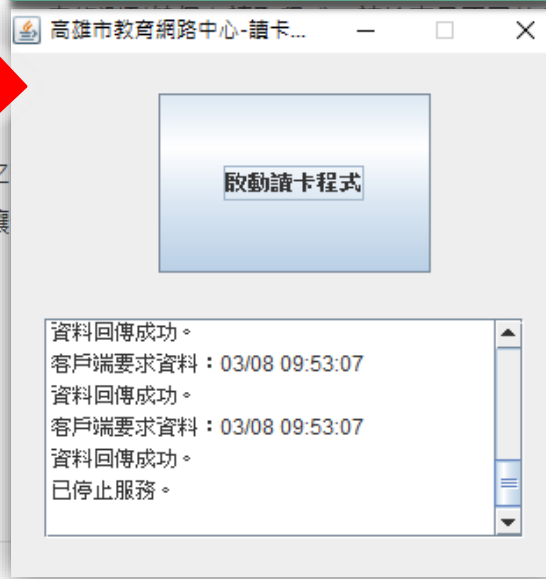 高雄市教育網路中心-讀卡...
啟動讀卡程式
資料回傳成功。
客戶端要求資料：03/08 09:53:07
資料回傳成功。
客戶端要求資料：03/08 09:53:07
資料回傳成功。
已停止服務。